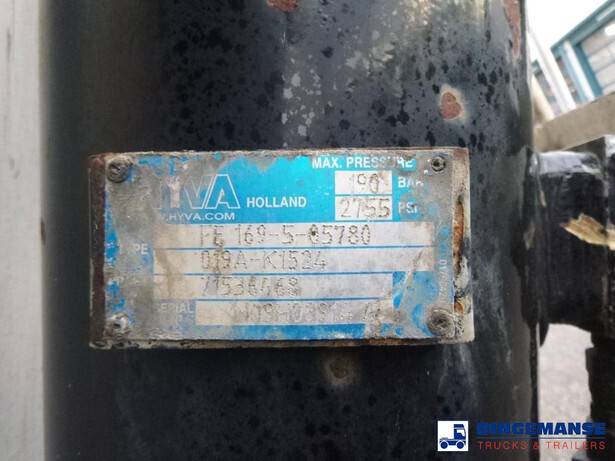 MAX. PRESSURE
HYVA HOLLAND 190 BAR
WWW.HYVA.COM 2755 PSI
FE 169-5-05780
TYPE 019A-K1524
71536468
SERIAL
DINGEMANSE
TRUCKS & TRAILERS